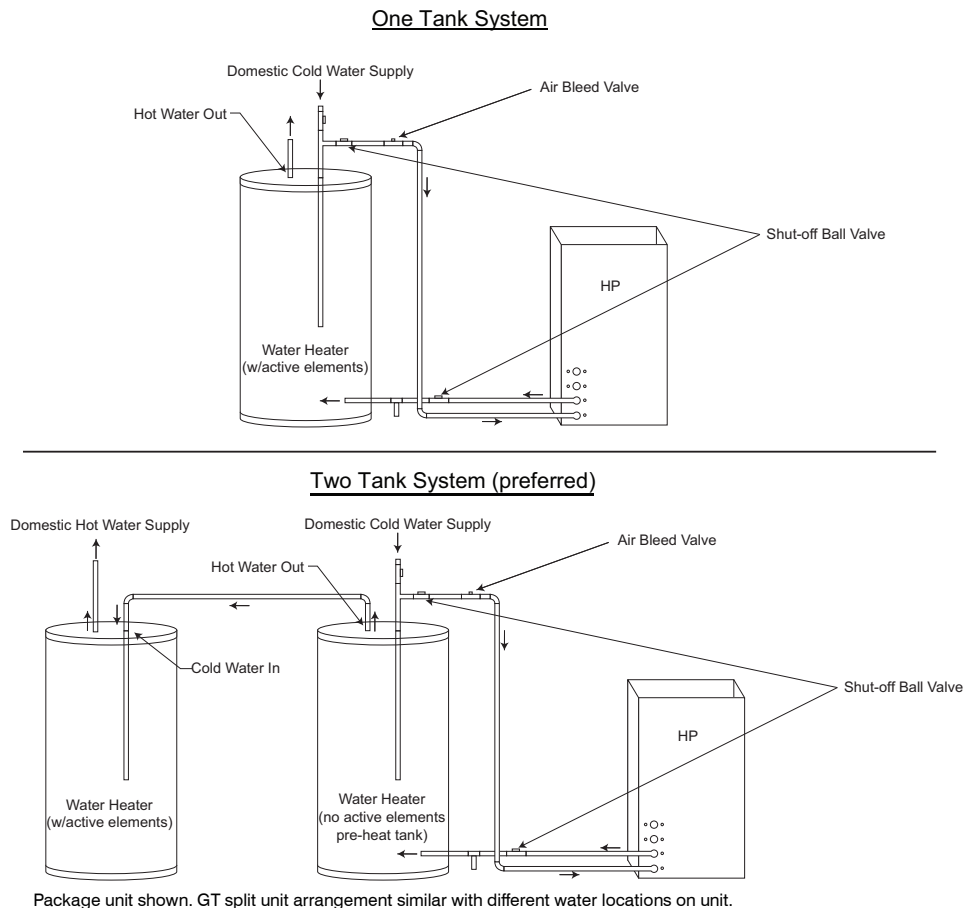 One Tank System
Domestic Cold Water Supply
Air Bleed Valve
Hot Water Out
Shut-off Ball Valve
HP
Water Heater
(w/active elements)
Two Tank System (preferred)
Domestic Hot Water Supply
Domestic Cold Water Supply
Air Bleed Valve
Hot Water Out
Cold Water In
Shut-off Ball Valve
HP
Water Heater
(w/active elements)
Water Heater
(no active elements
pre-heat tank)
Package unit shown. GT split unit arrangement similar with different water locations on unit.